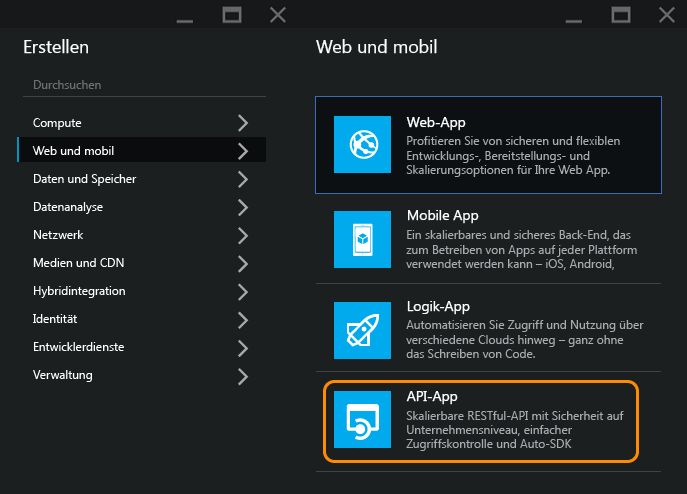 Erstellen
Durchsuchen
Compute
Web und mobil
Daten und Speicher
Datenanalyse
Netzwerk
Medien und CDN
Hybridintegration
Identität
Entwicklerdienste
Verwaltung
Web und mobil
Web-App
Profitieren Sie von sicheren und flexiblen
Entwicklungs-, Bereitstellungs- und
Skalierungsoptionen für Ihre Web App.
Mobile App
Ein skalierbares und sicheres Back-End, das
zum Betreiben von Apps auf jeder Plattform
verwendet werden kann – iOS, Android,
Logik-App
Automatisieren Sie Zugriff und Nutzung über
verschiedene Clouds hinweg – ganz ohne
das Schreiben von Code.
API-App
Skalierbare RESTful-API mit Sicherheit auf
Unternehmensniveau, einfacher
Zugriffskontrolle und Auto-SDK